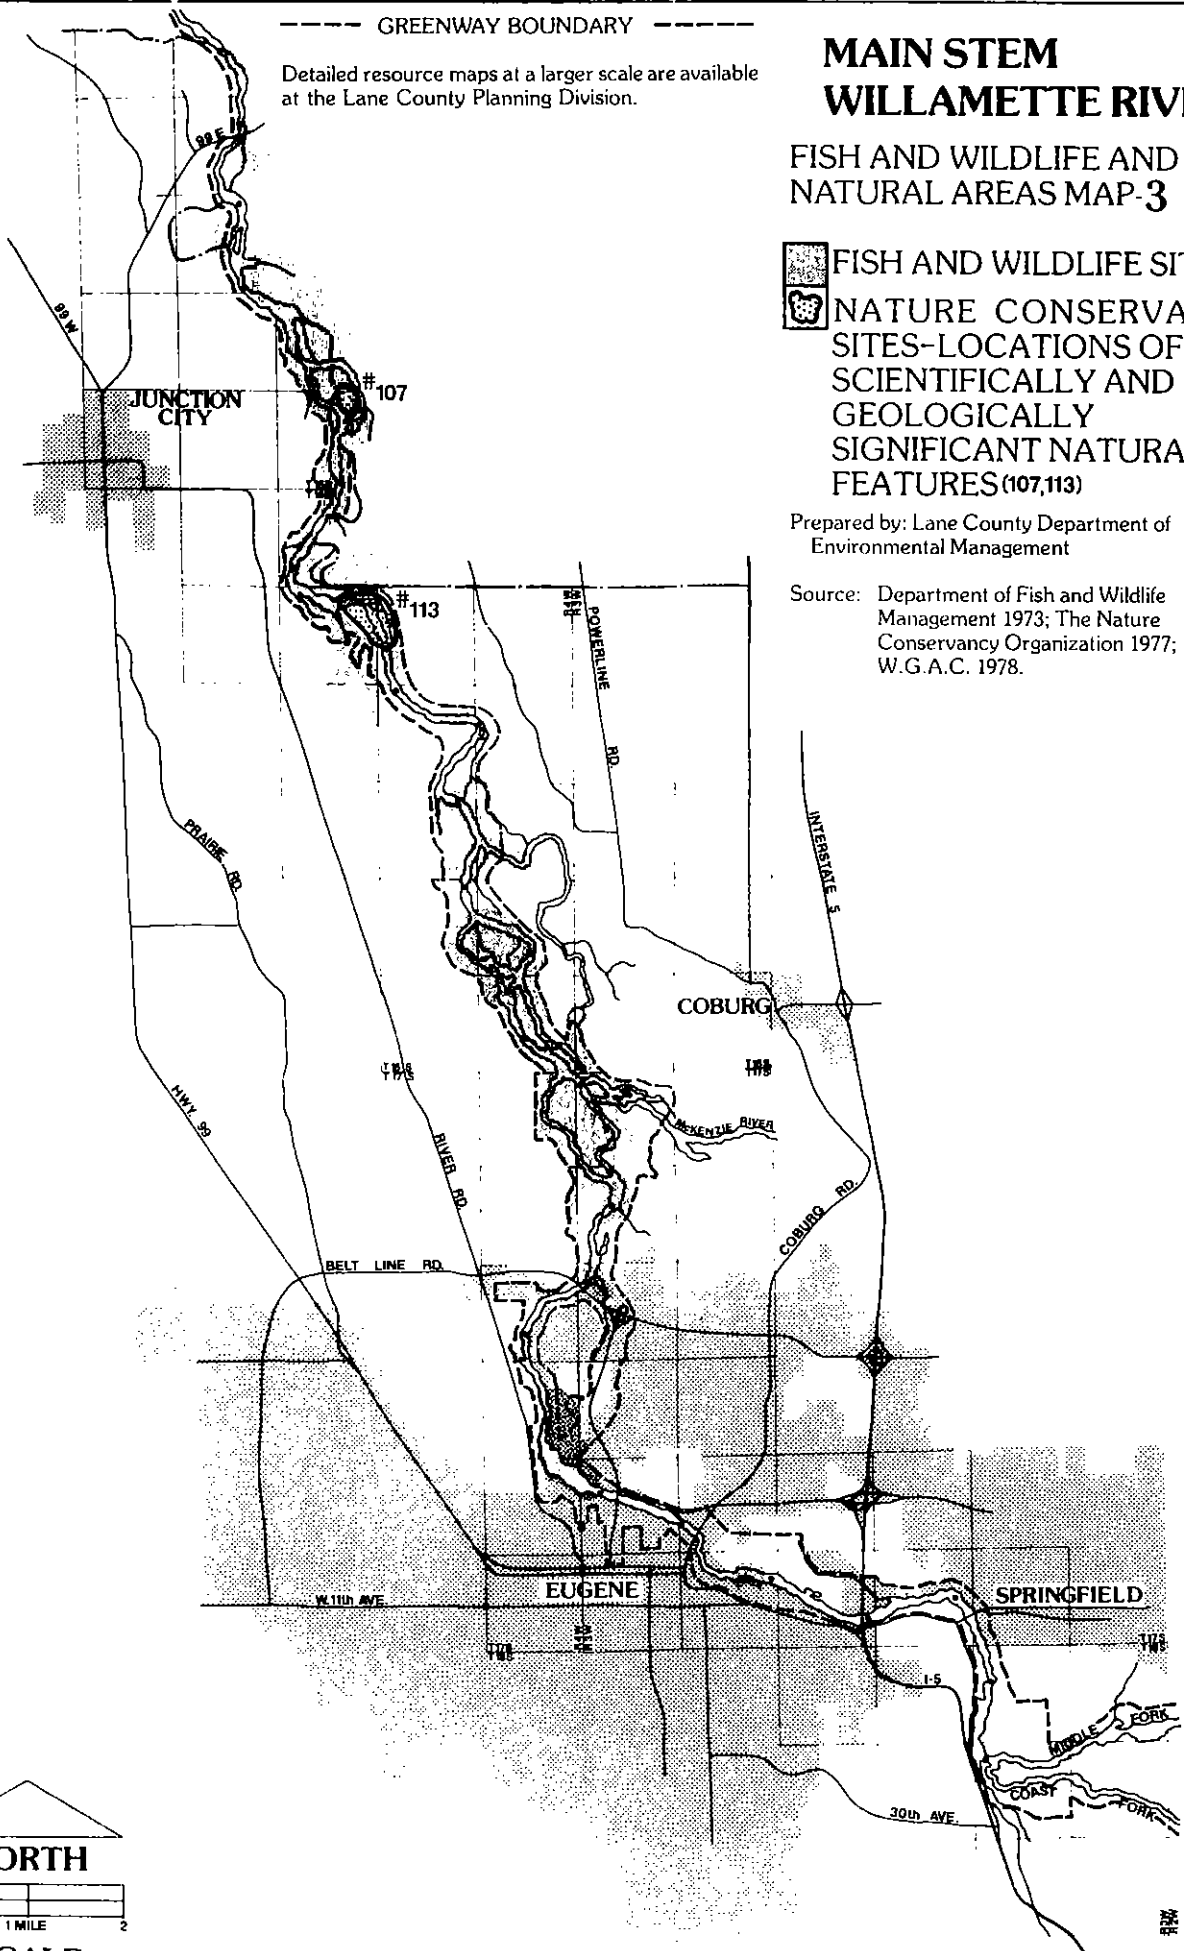 GREENWAY BOUNDARY
Detailed resource maps at a larger scale are available
at the Lane County Planning Division.
MAIN STEM
WILLAMETTE RIV
FISH AND WILDLIFE AND
NATURAL AREAS MAP-3
FISH AND WILDLIFE SI
NATURE CONSERVA
SITES-LOCATIONS OF
SCIENTIFICALLY AND
GEOLOGICALLY
SIGNIFICANT NATURA
FEATURES (107,113)
Prepared by: Lane County Department of
Environmental Management
Source: Department of Fish and Wildlife
Management 1973; The Nature
Conservancy Organization 1977;
W.G.A.C. 1978.
99 E
99 W
JUNCTION
CITY
#107
#113
POWERLINE RD.
PRAIRIE RD.
INTERSTATE 5
COBURG
HWY. 99
RIVER RD.
McKENZIE RIVER
COBURG RD.
BELT LINE RD.
EUGENE
SPRINGFIELD
W. 11th AVE.
T17S
T18S
T17S
T18S
I-5
MIDDLE FORK
COAST FORK
30th AVE.
ORTH
1 MILE
2